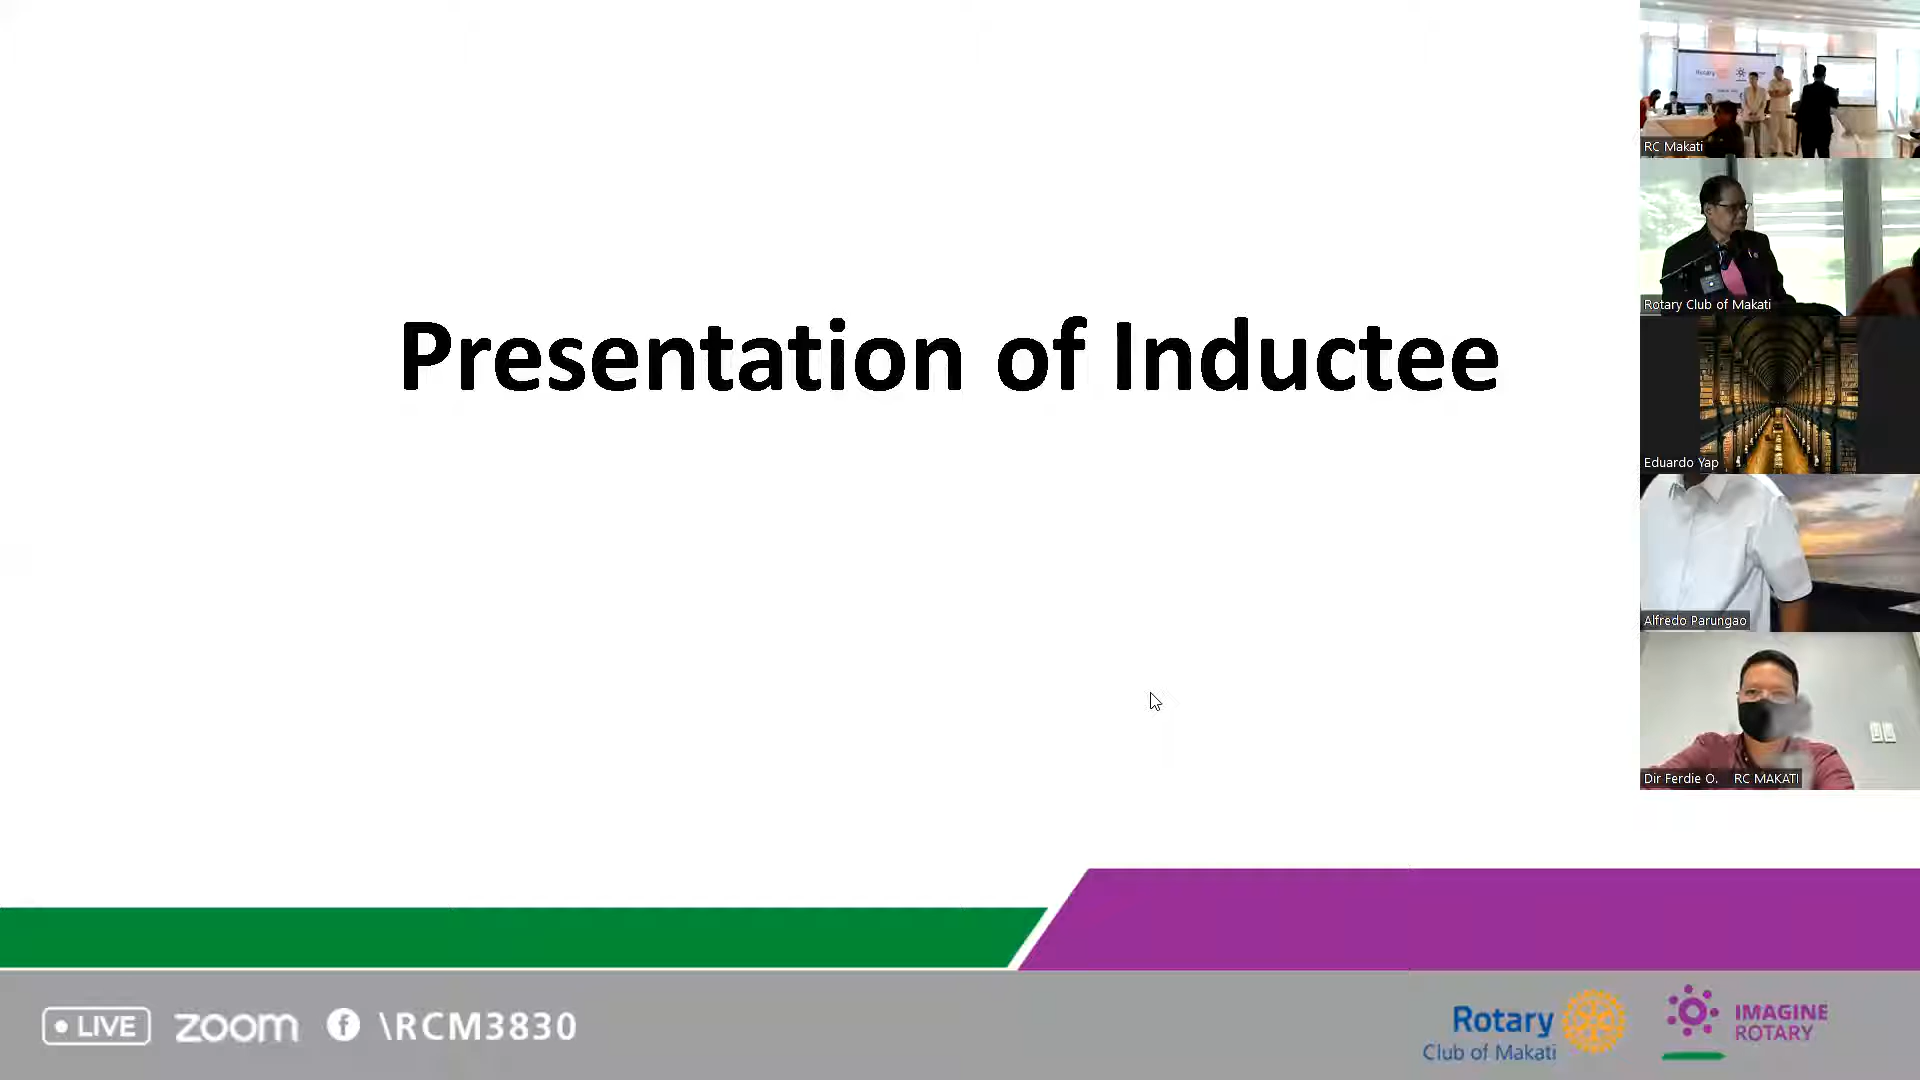 Presentation of Inductee
RC Makati
Rotary
Rotary Club of Makati
Eduardo Yap
Alfredo Parungao
Dir Ferdie O. RC MAKATI
LIVE
zoom
\RCM3830
Rotary
Club of Makati
IMAGINE
ROTARY